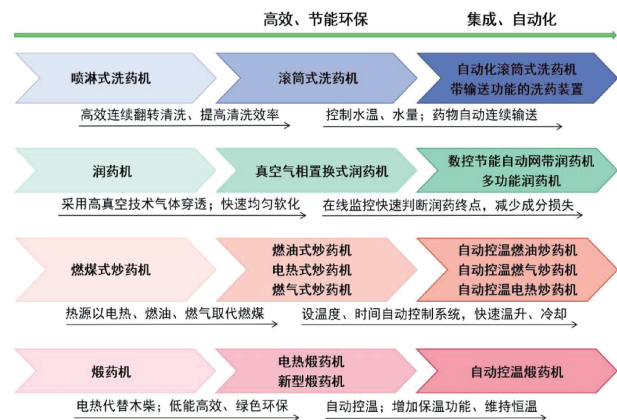 高效、节能环保
集成、自动化
喷淋式洗药机
滚筒式洗药机
自动化滚筒式洗药机
带输送功能的洗药装置
高效连续翻转清洗、提高清洗效率
控制水温、水量；药物自动连续输送
润药机
真空气相置换式润药机
数控节能自动网带润药机
多功能润药机
采用高真空技术气体穿透；快速均匀软化
在线监控快速判断润药终点，减少成分损失
燃煤式炒药机
燃油式炒药机
电热式炒药机
燃气式炒药机
自动控温燃油炒药机
自动控温燃气炒药机
自动控温电热炒药机
热源以电热、燃油、燃气取代燃煤
设温度、时间自动控制系统，快速温升、冷却
煅药机
电热煅药机
新型煅药机
自动控温煅药机
电热代替木柴；低能高效、绿色环保
自动控温；增加保温功能、维持恒温